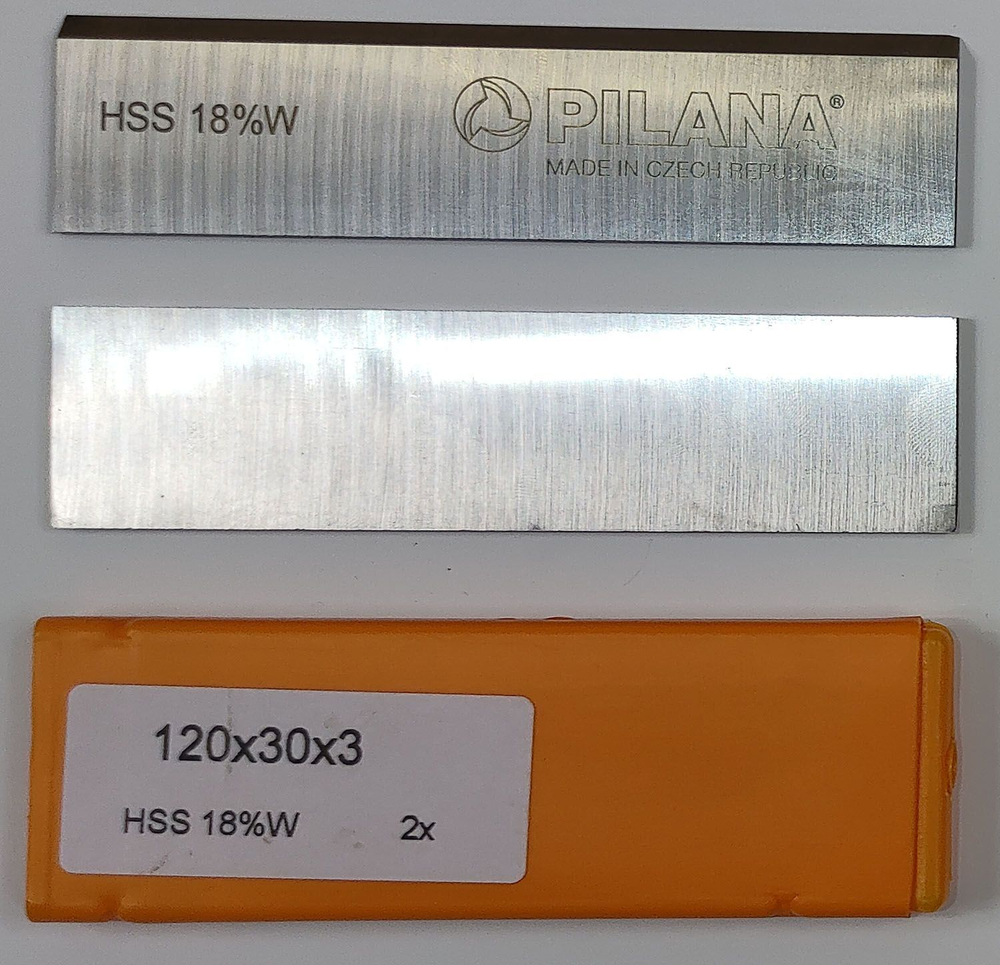 HSS 18%W
PILANA®
MADE IN CZECH REPUBLIC
120x30x3
HSS 18%W 2x